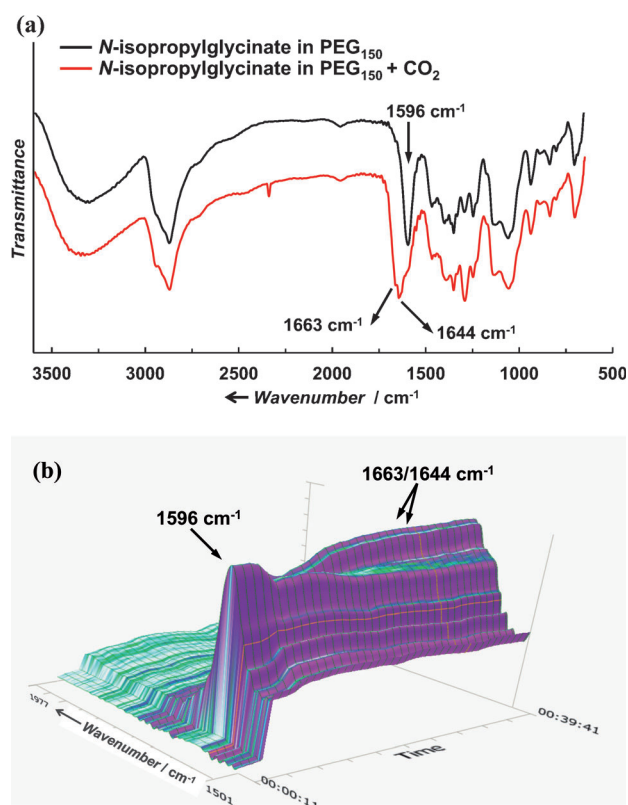 (a)
N-isopropylglycinate in PEG₁₅₀
N-isopropylglycinate in PEG₁₅₀ + CO₂
1596 cm⁻¹
Transmittance
1663 cm⁻¹
1644 cm⁻¹
3500 3000 2500 2000 1500 1000 500
← Wavenumber / cm⁻¹
(b)
1663/1644 cm⁻¹
1596 cm⁻¹
1977
← Wavenumber / cm⁻¹
1501
00:00:11
Time
00:39:41